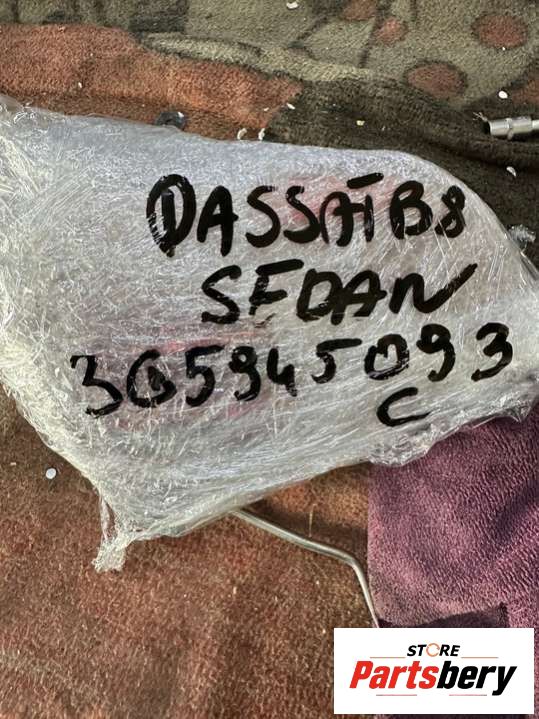 PASSAT B8
SEDAN
3G5945093
C
STORE
Partsbery